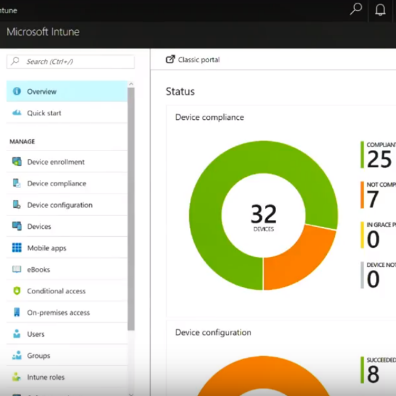 ntune
Microsoft Intune
Search (Ctrl+/)
Classic portal
Overview
Status
Quick start
Device compliance
MANAGE
COMPLIAN
25
Device enrollment
Device compliance
NOT COMP
7
Device configuration
32
DEVICES
Devices
IN GRACE P
0
Mobile apps
eBooks
DEVICE NOT
0
Conditional access
On-premises access
Users
Device configuration
Groups
SUCCEEDED
8
Intune roles